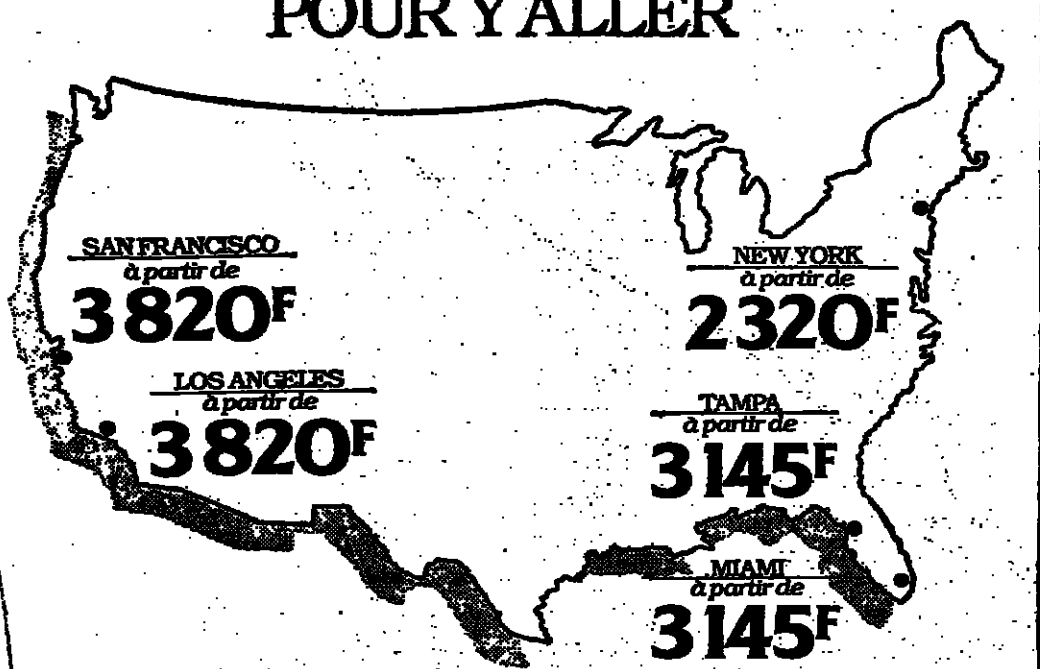 POUR Y ALLER
SAN FRANCISCO
à partir de
3 820F
NEW YORK
à partir de
2 320F
LOS ANGELES
à partir de
3 820F
TAMPA
à partir de
3 145F
MIAMI
à partir de
3 145F